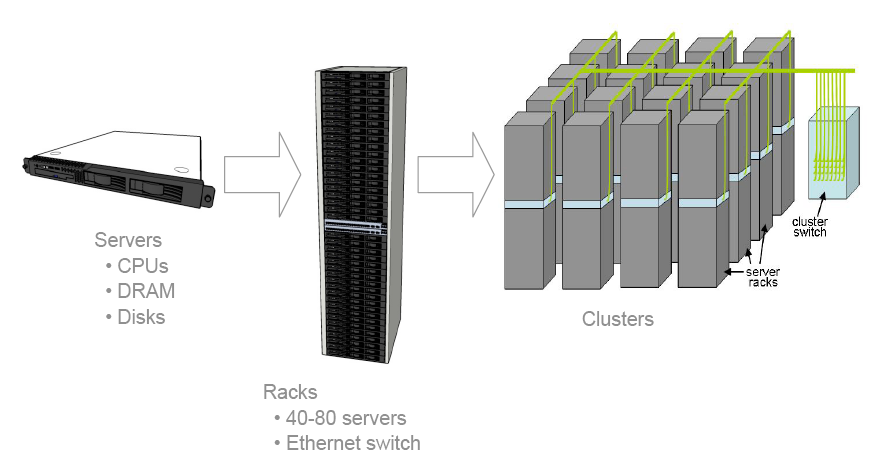 Servers
• CPUs
• DRAM
• Disks
Racks
• 40-80 servers
• Ethernet switch
cluster
switch
server
racks
Clusters